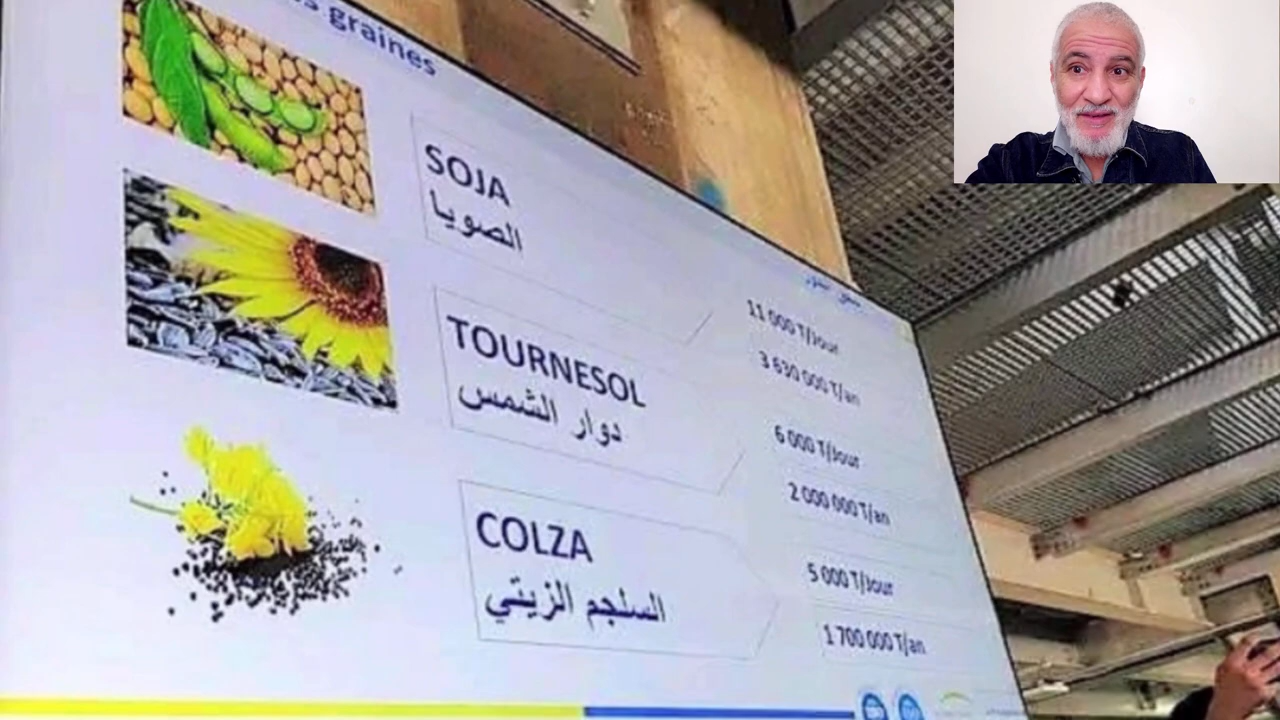 graines
SOJA
الصويا
11 000 T/Jour
3 630 000 T/an
TOURNESOL
دوار الشمس
6 000 T/Jour
2 000 000 T/an
COLZA
السلجم الزيتي
5 000 T/Jour
1 700 000 T/an